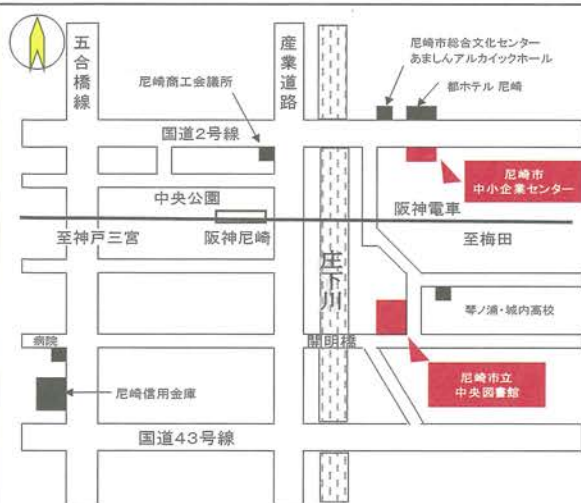 五合橋線
産業道路
尼崎市総合文化センター
あましんアルカイックホール
尼崎商工会議所
都ホテル 尼崎
国道2号線
尼崎市
中小企業センター
中央公園
阪神電車
至神戸三宮
阪神尼崎
至梅田
庄下川
琴ノ浦・城内高校
病院
開明橋
尼崎信用金庫
尼崎市立
中央図書館
国道43号線